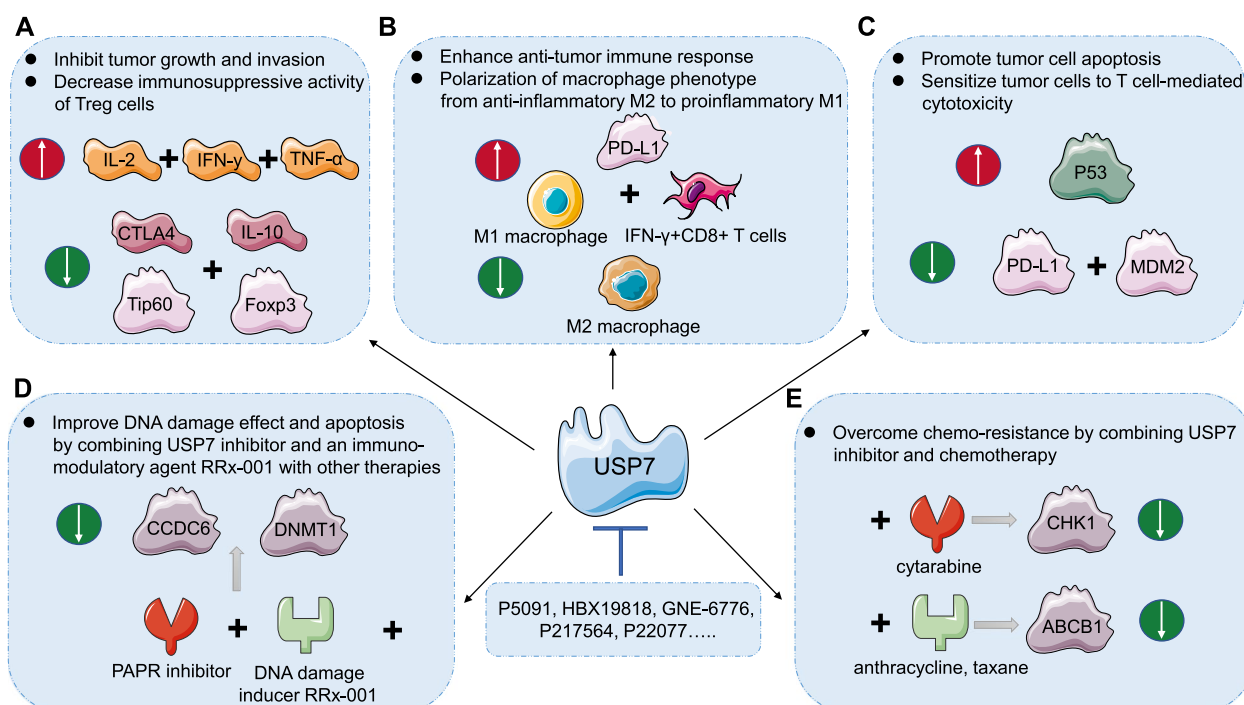 A
● Inhibit tumor growth and invasion
● Decrease immunosuppressive activity
of Treg cells
IL-2 + IFN-γ + TNF-α
CTLA4
IL-10
+
Tip60
Foxp3
B
● Enhance anti-tumor immune response
● Polarization of macrophage phenotype
from anti-inflammatory M2 to proinflammatory M1
PD-L1
+
M1 macrophage
IFN-γ+CD8+ T cells
M2 macrophage
C
● Promote tumor cell apoptosis
● Sensitize tumor cells to T cell-mediated
cytotoxicity
P53
PD-L1 + MDM2
D
● Improve DNA damage effect and apoptosis
by combining USP7 inhibitor and an immuno-
modulatory agent RRx-001 with other therapies
CCDC6
DNMT1
+
+
PAPR inhibitor
DNA damage
inducer RRx-001
USP7
P5091, HBX19818, GNE-6776,
P217564, P22077…..
E
● Overcome chemo-resistance by combining USP7
inhibitor and chemotherapy
+
CHK1
cytarabine
+
ABCB1
anthracycline, taxane